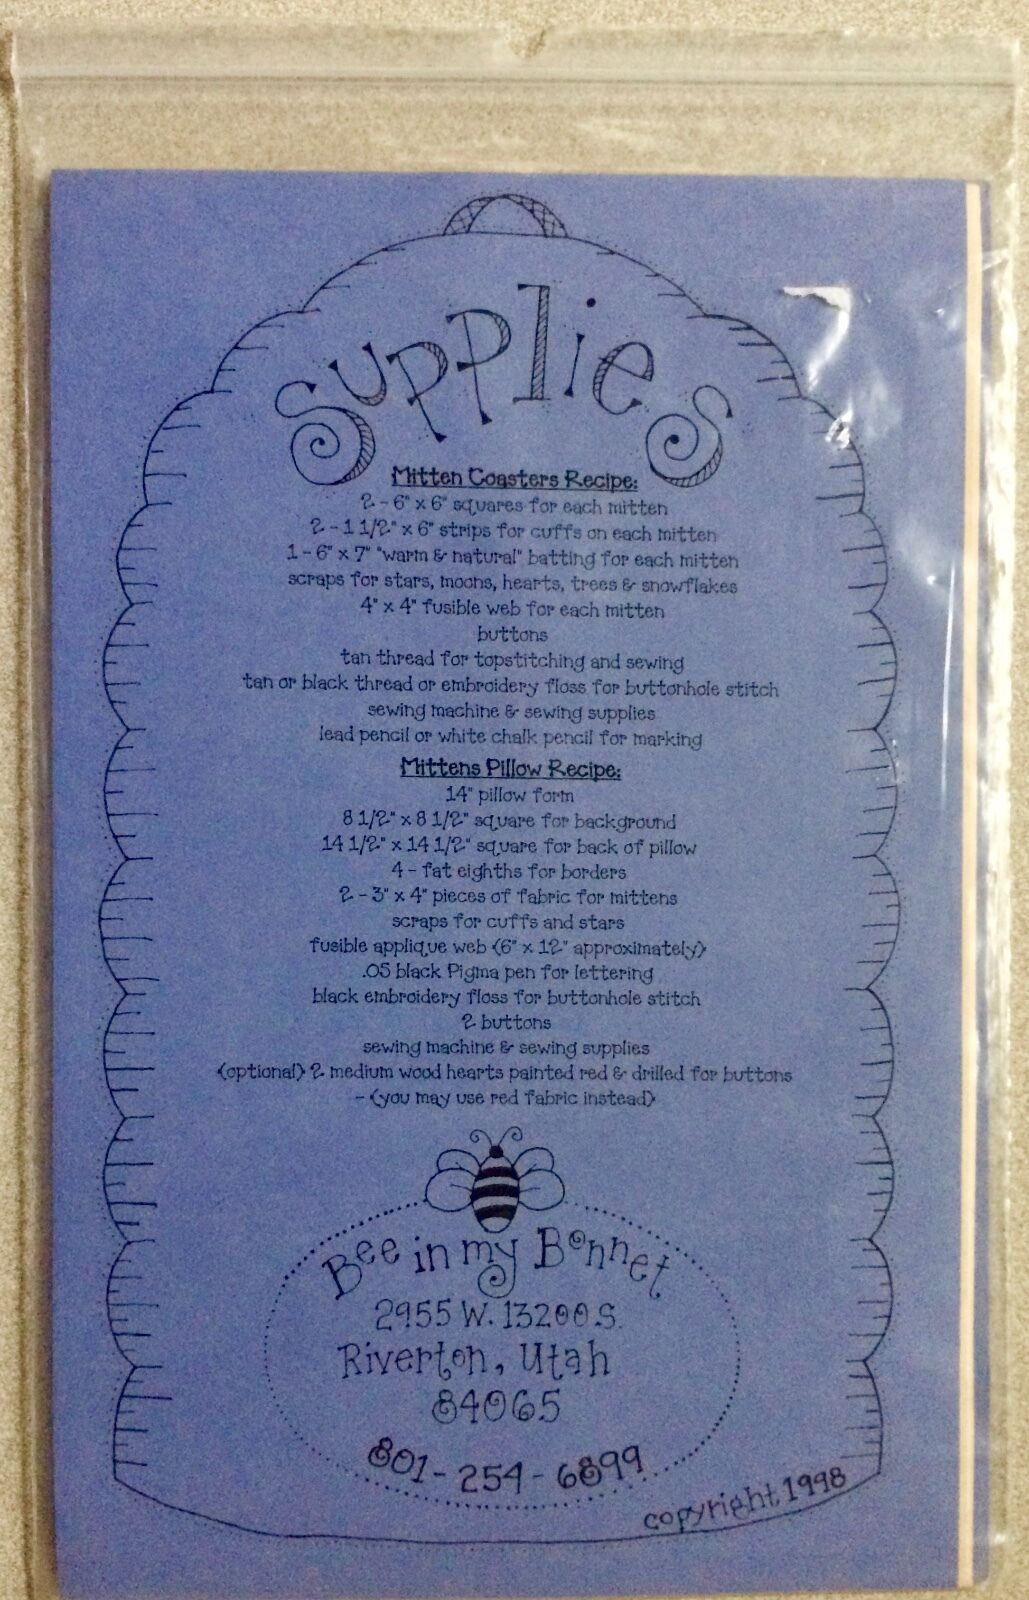 Supplies
Mitten Coasters Recipe:
2 - 6" x 6" squares for each mitten
2 - 1 1/2" x 6" strips for cuffs on each mitten
1 - 6" x 7" "warm & natural" batting for each mitten
scraps for stars, moons, hearts, trees & snowflakes
4" x 4" fusible web for each mitten
buttons
tan thread for topstitching and sewing
tan or black thread or embroidery floss for buttonhole stitch
sewing machine & sewing supplies
lead pencil or white chalk pencil for marking
Mittens Pillow Recipe:
14" pillow form
8 1/2" x 8 1/2" square for background
14 1/2" x 14 1/2" square for back of pillow
4 - fat eighths for borders
2 - 3" x 4" pieces of fabric for mittens
scraps for cuffs and stars
fusible applique web (6" x 12" approximately)
.05 black Pigma pen for lettering
black embroidery floss for buttonhole stitch
2 buttons
sewing machine & sewing supplies
(optional) 2 medium wood hearts painted red & drilled for buttons
- (you may use red fabric instead)
Bee in my Bonnet
2955 W. 13200 S.
Riverton, Utah
84065
801-254-6899
copyright 1998